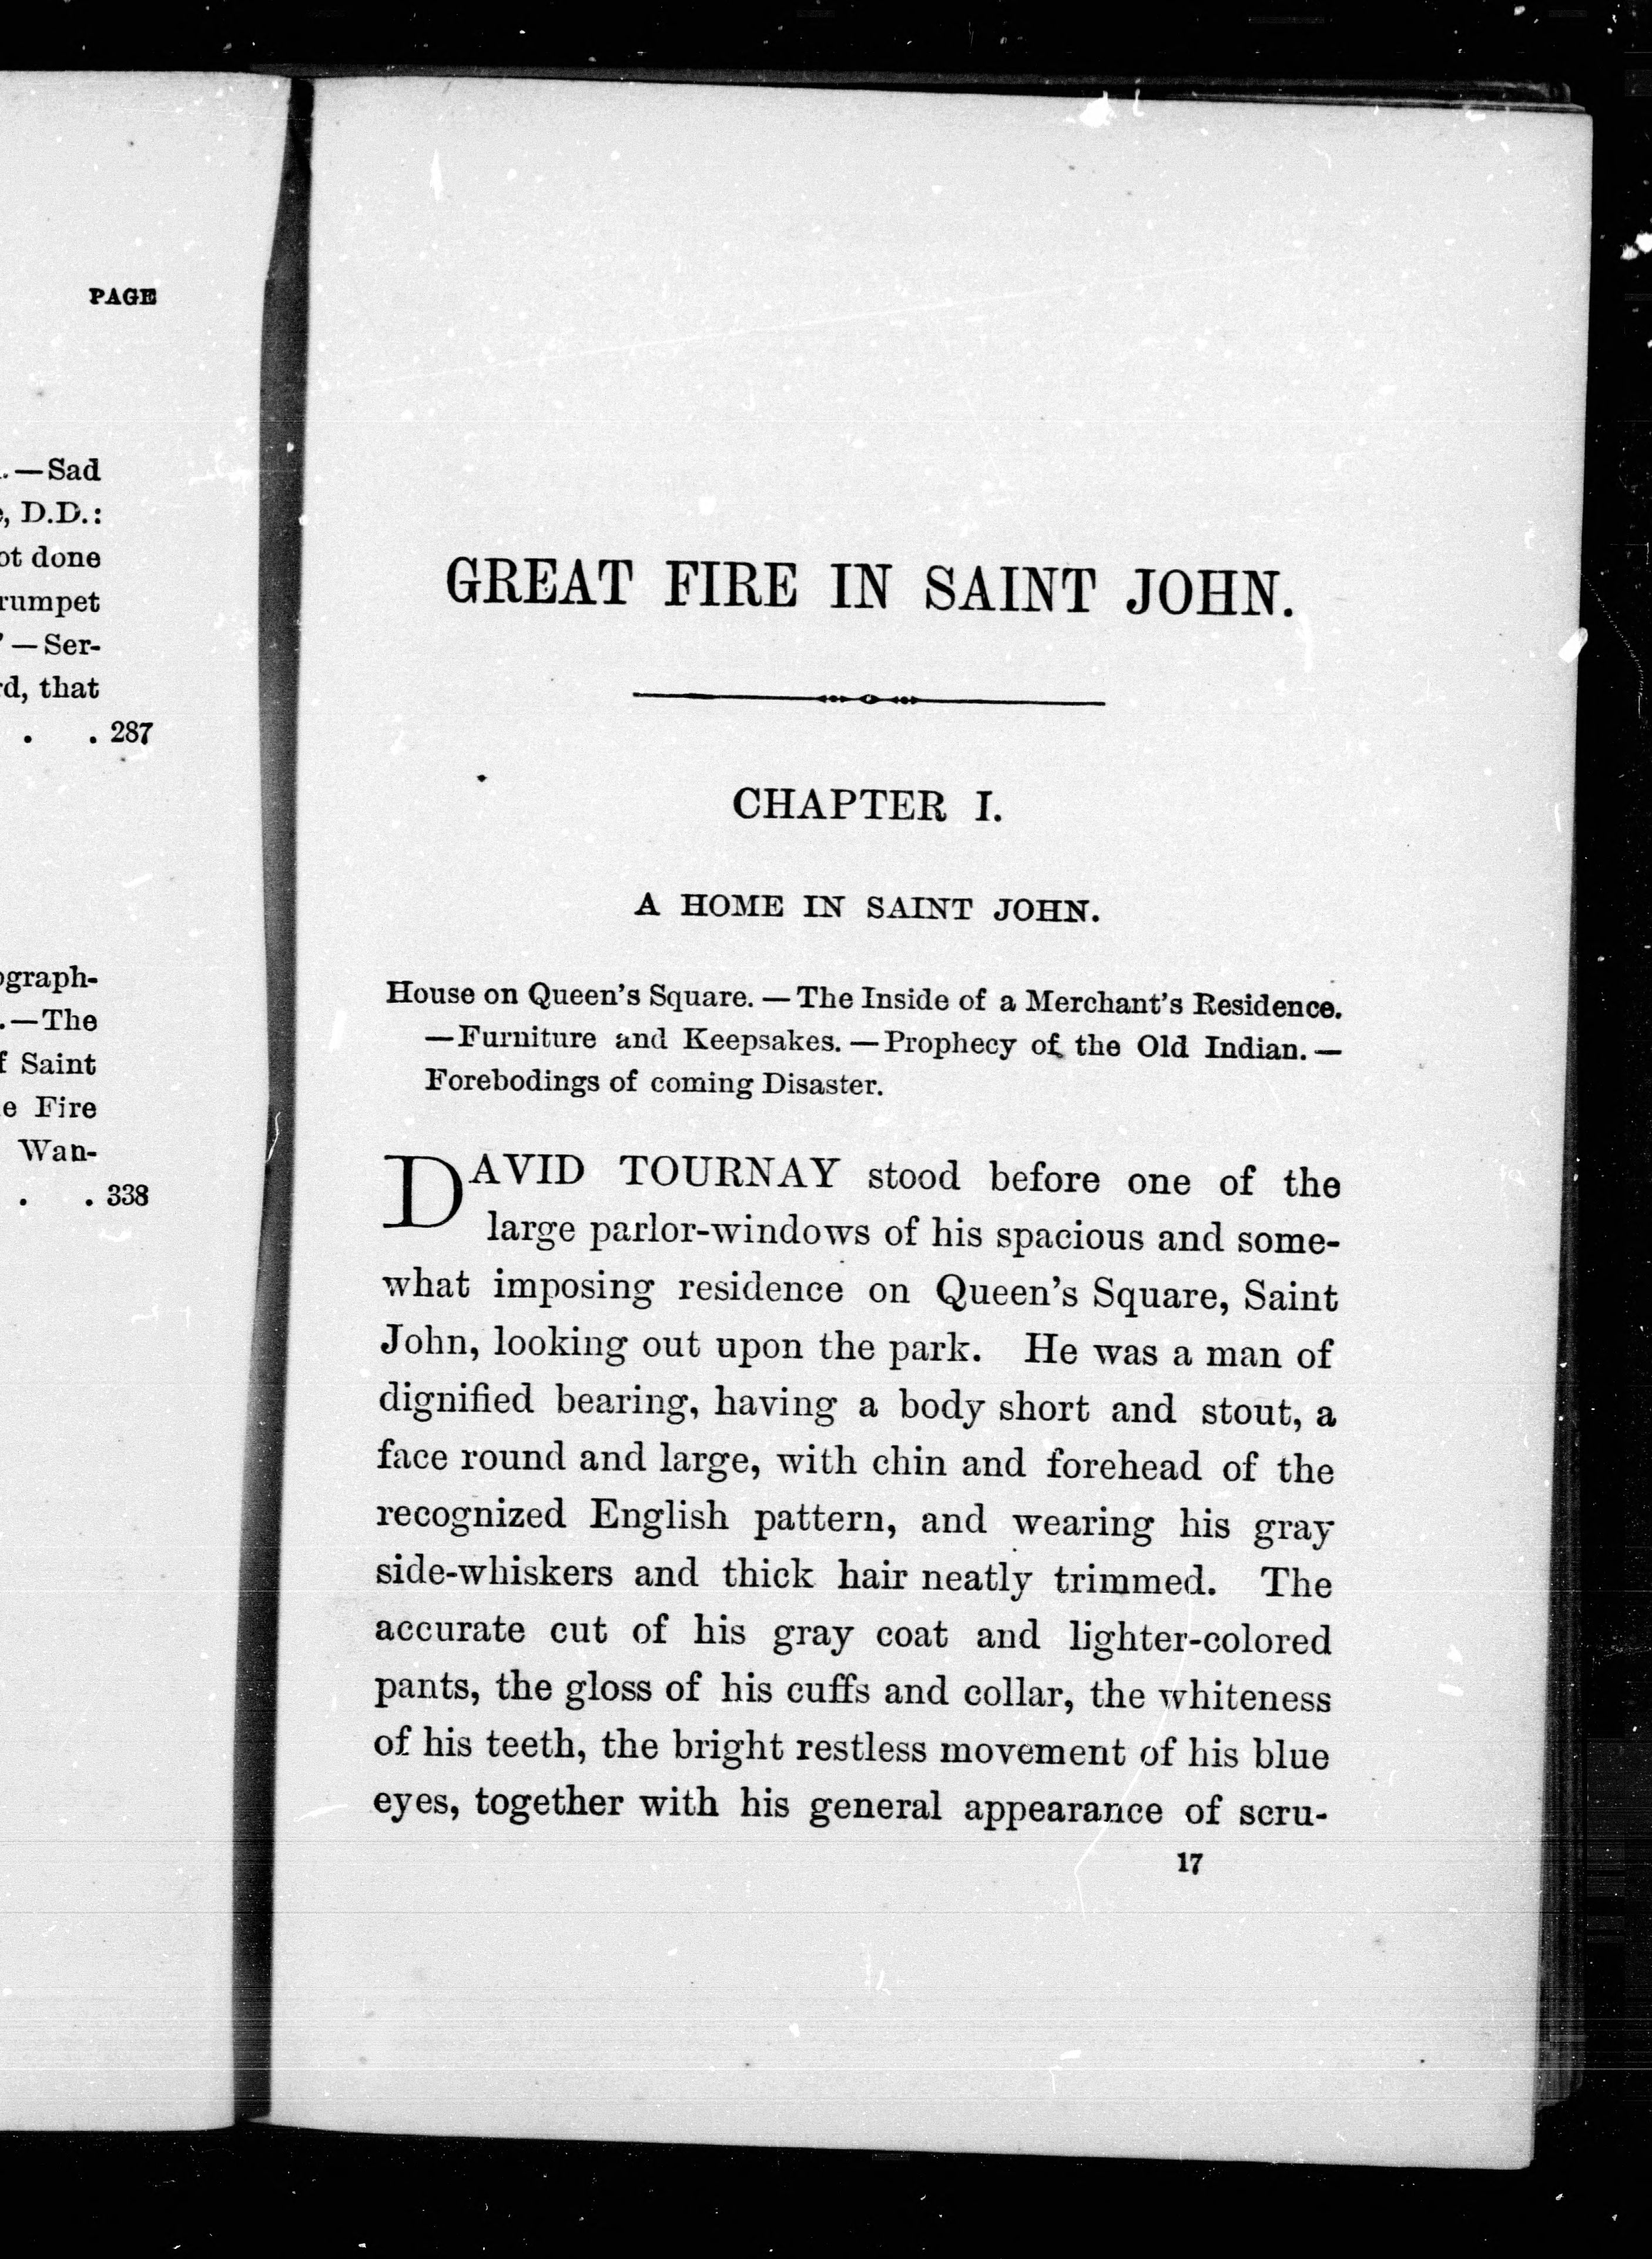 PAGE
.—Sad
, D.D.:
done
— Ser-
that
. . 287
.—The
Saint
Fire
Wan-
. . 338
GREAT FIRE IN SAINT JOHN.
CHAPTER I.
A HOME IN SAINT JOHN.
House on Queen's Square. — The Inside of a Merchant's Residence.
— Furniture and Keepsakes. — Prophecy of the Old Indian. —
Forebodings of coming Disaster.
DAVID TOURNAY stood before one of the
large parlor-windows of his spacious and some-
what imposing residence on Queen's Square, Saint
John, looking out upon the park. He was a man of
dignified bearing, having a body short and stout, a
face round and large, with chin and forehead of the
recognized English pattern, and wearing his gray
side-whiskers and thick hair neatly trimmed. The
accurate cut of his gray coat and lighter-colored
pants, the gloss of his cuffs and collar, the whiteness
of his teeth, the bright restless movement of his blue
eyes, together with his general appearance of scru-
17